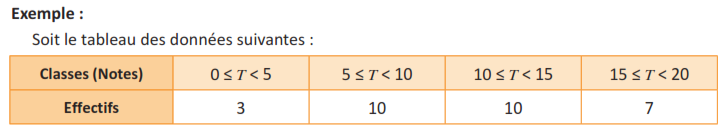 Exemple :
Soit le tableau des données suivantes :
Classes (Notes) 0 ≤ T < 5 5 ≤ T < 10 10 ≤ T < 15 15 ≤ T < 20
Effectifs 3 10 10 7